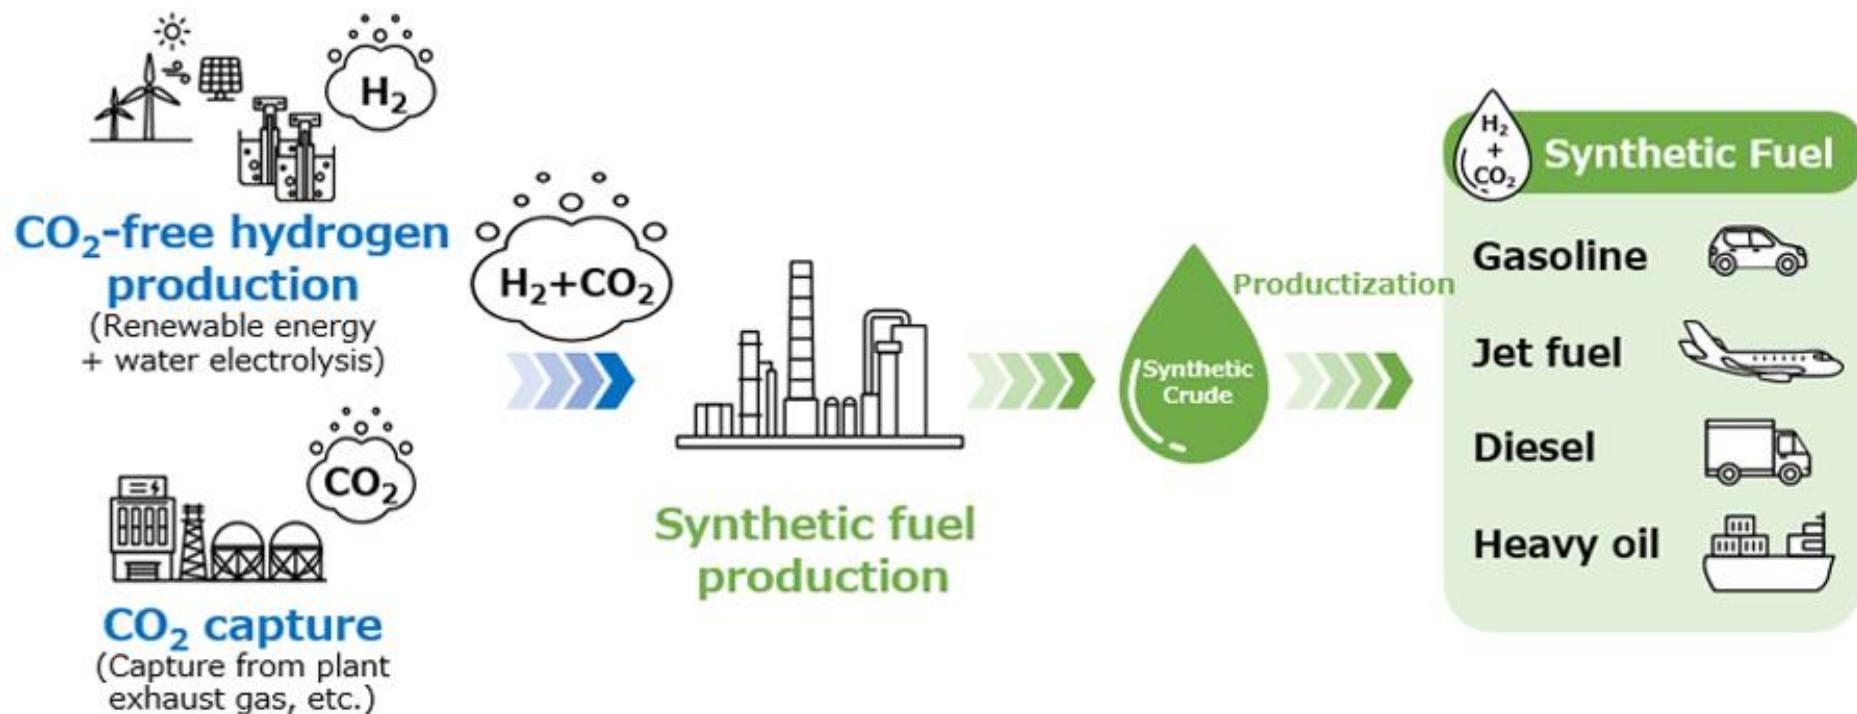 H₂
CO₂-free hydrogen
production
(Renewable energy
+ water electrolysis)
CO₂
CO₂ capture
(Capture from plant
exhaust gas, etc.)
H₂+CO₂
Synthetic fuel
production
Synthetic
Crude
Productization
H₂
+
CO₂
Synthetic Fuel
Gasoline
Jet fuel
Diesel
Heavy oil